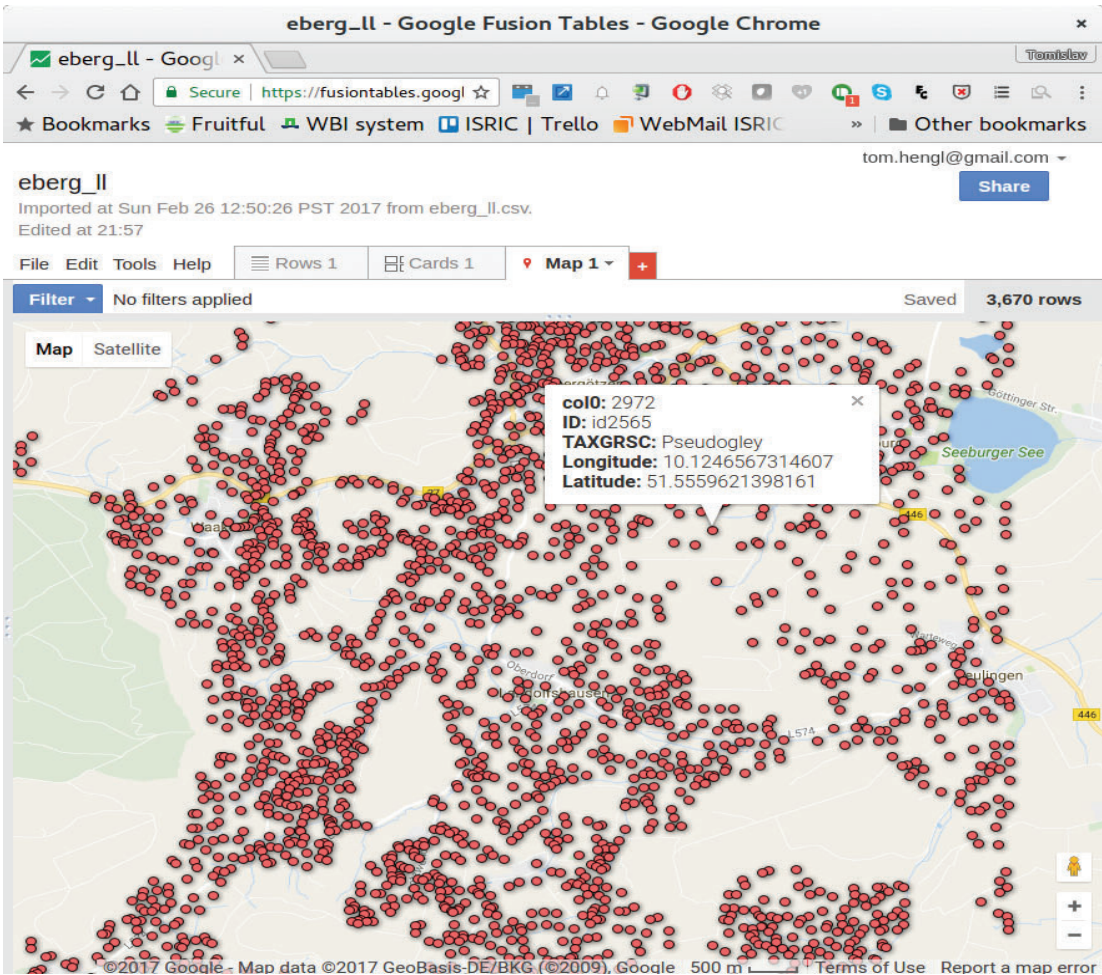 eberg_ll - Google Fusion Tables - Google Chrome ×
eberg_ll - Googl × Tomislav
Secure | https://fusiontables.googl
Bookmarks Fruitful WBI system ISRIC | Trello WebMail ISRIC » Other bookmarks
tom.hengl@gmail.com
eberg_ll
Share
Imported at Sun Feb 26 12:50:26 PST 2017 from eberg_ll.csv.
Edited at 21:57
File Edit Tools Help Rows 1 Cards 1 Map 1 +
Filter No filters applied Saved 3,670 rows
Map Satellite
Göttinger Str.
col0: 2972 ×
ID: id2565
TAXGRSC: Pseudogley
Longitude: 10.1246567314607
Latitude: 51.5559621398161
Seeburger See
27
446
Oberdorf
L574
446
+
−
©2017 Google - Map data ©2017 GeoBasis-DE/BKG (©2009), Google 500 m Terms of Use Report a map error